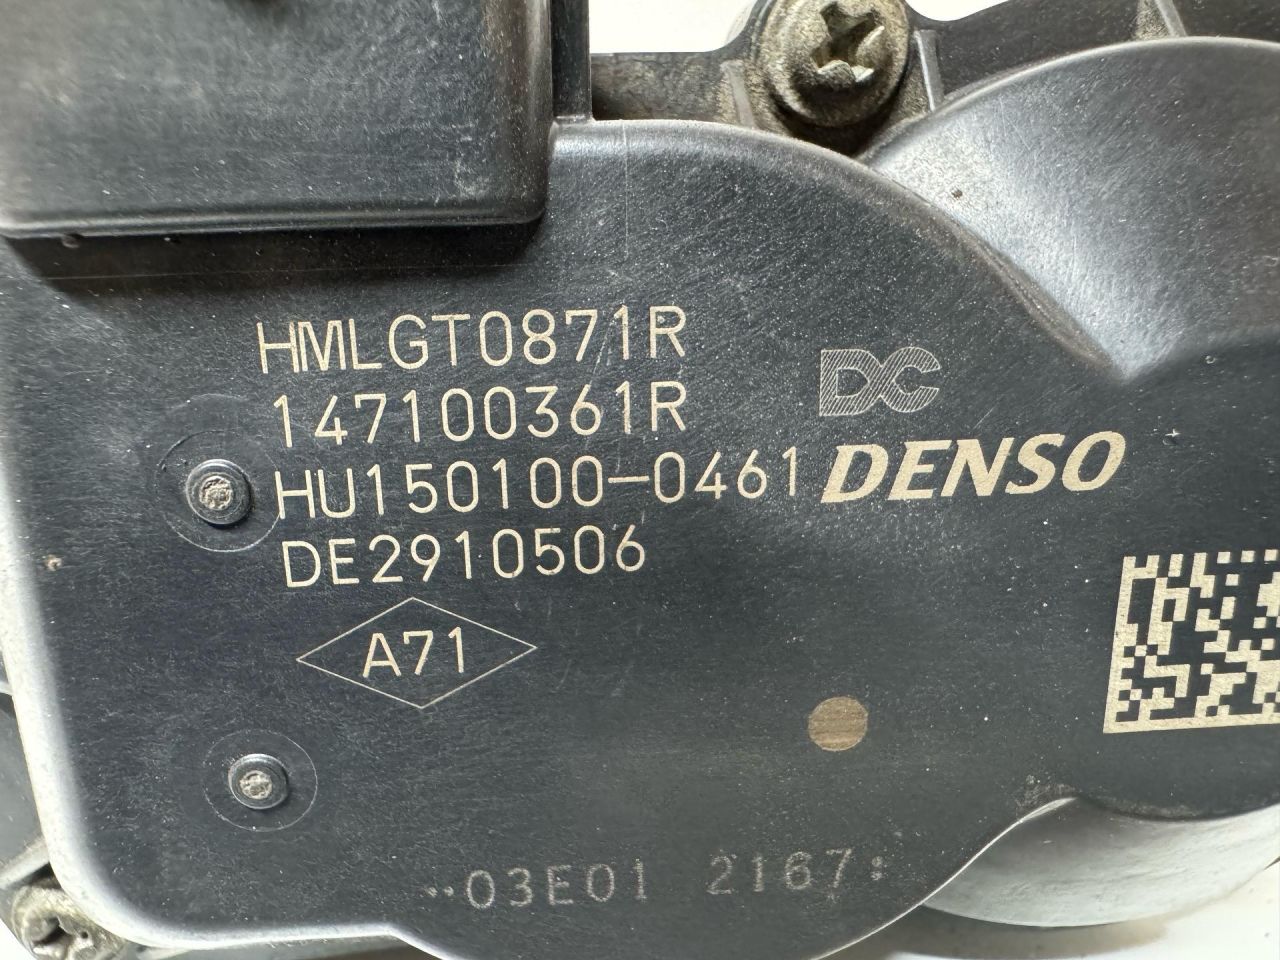 HMLGT0871R
147100361R
HU150100-0461
DE2910506
DC
DENSO
A71
03E01 2167